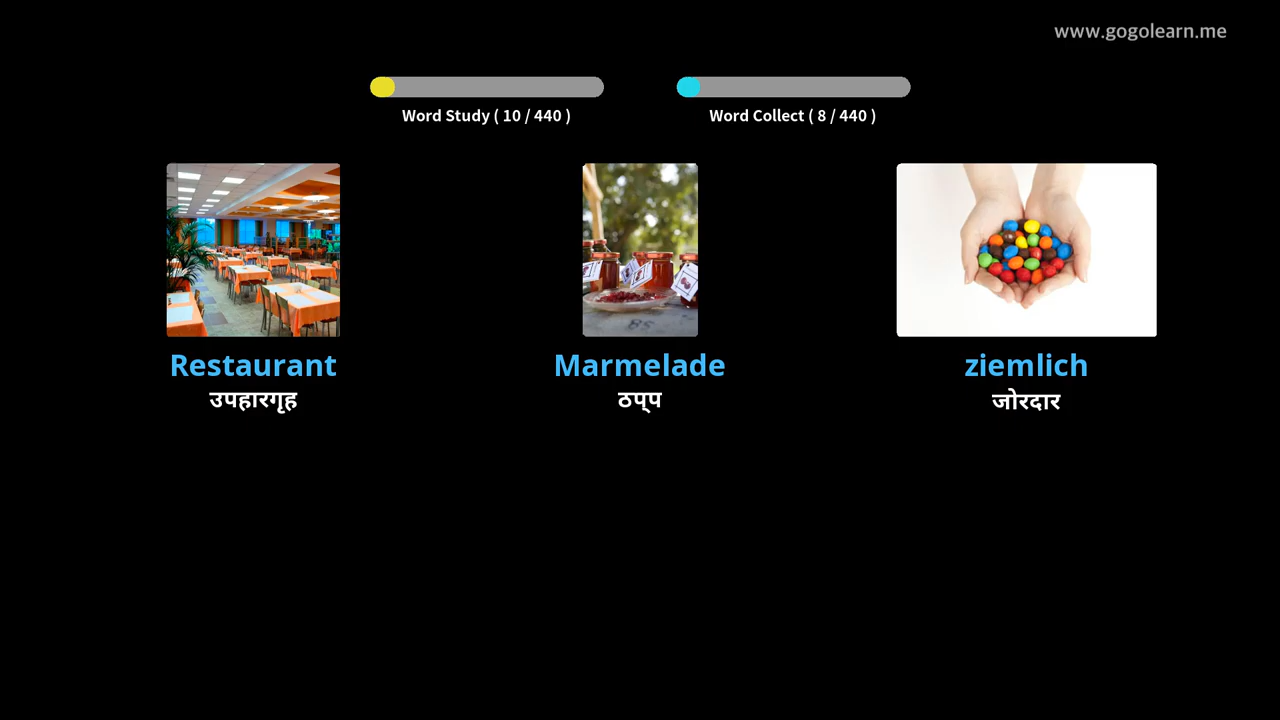 www.gogolearn.me
Word Study ( 10 / 440 )
Word Collect ( 8 / 440 )
Restaurant
Marmelade
ziemlich
उपहारगृह
ठप्प
जोरदार